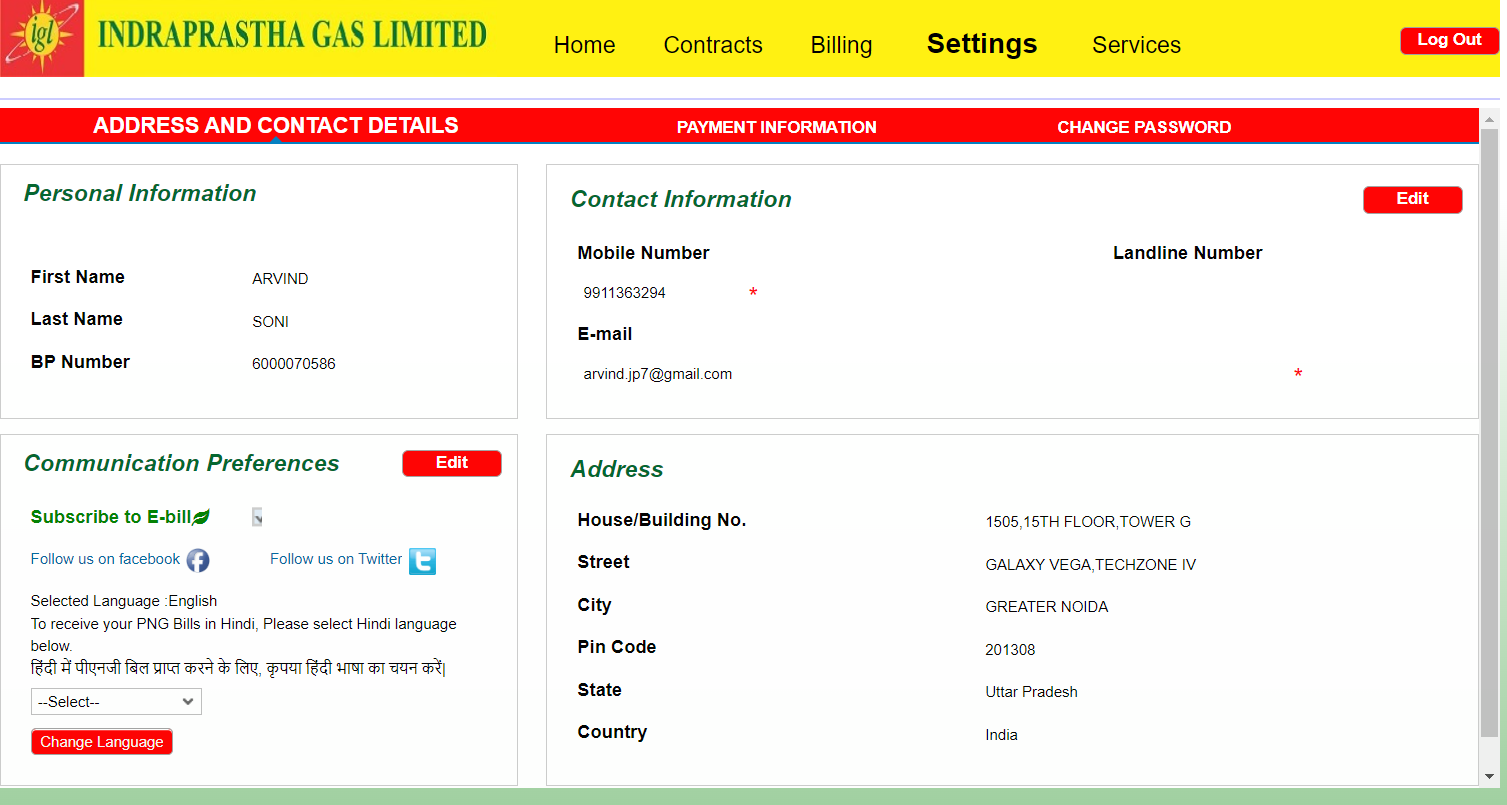 igl INDRAPRASTHA GAS LIMITED
Home Contracts Billing Settings Services
Log Out
ADDRESS AND CONTACT DETAILS PAYMENT INFORMATION CHANGE PASSWORD
Personal Information
First Name ARVIND
Last Name SONI
BP Number 6000070586
Contact Information Edit
Mobile Number Landline Number
9911363294 *
E-mail
arvind.jp7@gmail.com *
Communication Preferences Edit
Subscribe to E-bill
Follow us on facebook Follow us on Twitter
Selected Language :English
To receive your PNG Bills in Hindi, Please select Hindi language
below.
हिंदी में पीएनजी बिल प्राप्त करने के लिए, कृपया हिंदी भाषा का चयन करें|
--Select--
Change Language
Address
House/Building No. 1505,15TH FLOOR,TOWER G
Street GALAXY VEGA,TECHZONE IV
City GREATER NOIDA
Pin Code 201308
State Uttar Pradesh
Country India